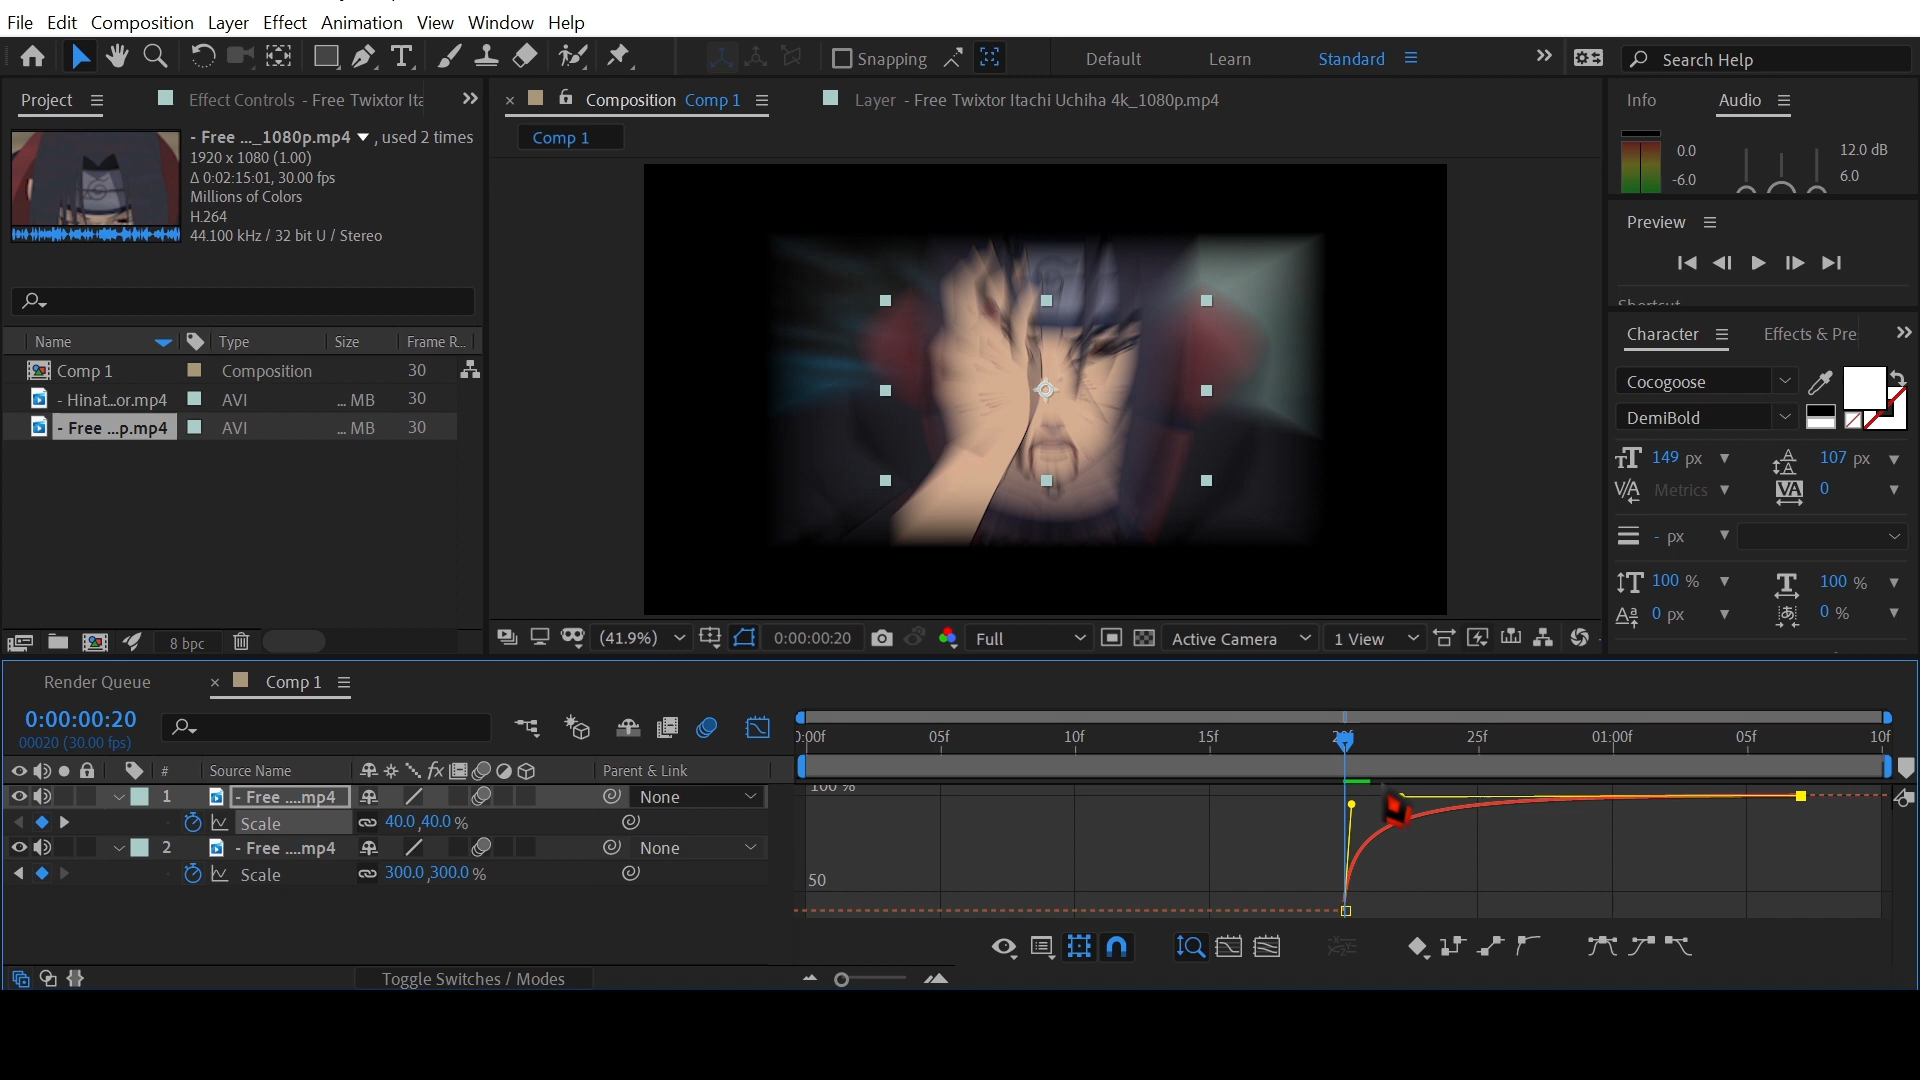 File Edit Composition Layer Effect Animation View Window Help
Snapping Default Learn Standard Search Help
Project Effect Controls - Free Twixtor Ita
Composition Comp 1 Layer - Free Twixtor Itachi Uchiha 4k_1080p.mp4
Info Audio
Comp 1
- Free ..._1080p.mp4 , used 2 times
1920 x 1080 (1.00)
Δ 0:02:15:01, 30.00 fps
Millions of Colors
H.264
44.100 kHz / 32 bit U / Stereo
0.0 12.0 dB
-6.0 6.0
Preview
Name Type Size Frame R...
Comp 1 Composition 30
- Hinat...or.mp4 AVI ... MB 30
- Free ...p.mp4 AVI ... MB 30
Character Effects & Pre
Cocogoose
DemiBold
149 px 107 px
Metrics 0
- px
100 % 100 %
0 px 0 %
8 bpc
(41.9%) 0:00:00:20 Full Active Camera 1 View
Render Queue Comp 1
0:00:00:20
00020 (30.00 fps)
:00f 05f 10f 15f 20f 25f 01:00f 05f 10f
# Source Name Parent & Link
1 - Free ....mp4 None
Scale 40.0,40.0 %
2 - Free ....mp4 None
Scale 300.0,300.0 %
100 %
50
Toggle Switches / Modes